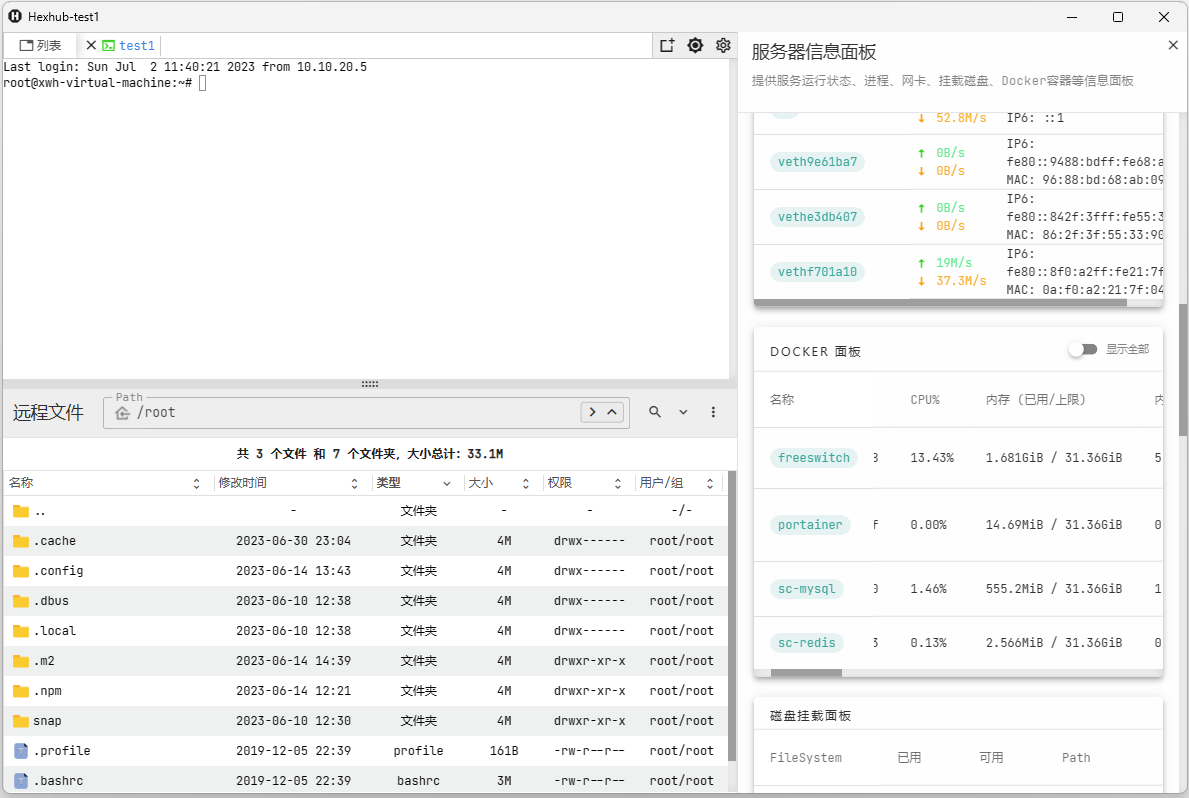 Hexhub-test1
列表
test1
Last login: Sun Jul  2 11:40:21 2023 from 10.10.20.5
root@xwh-virtual-machine:~#
远程文件
Path
/root
共 3 个文件 和 7 个文件夹, 大小总计: 33.1M
名称 修改时间 类型 大小 权限 用户/组
.. - 文件夹 - - -/-
.cache 2023-06-30 23:04 文件夹 4M drwx------ root/root
.config 2023-06-14 13:43 文件夹 4M drwx------ root/root
.dbus 2023-06-10 12:38 文件夹 4M drwx------ root/root
.local 2023-06-10 12:38 文件夹 4M drwx------ root/root
.m2 2023-06-14 14:39 文件夹 4M drwxr-xr-x root/root
.npm 2023-06-14 12:21 文件夹 4M drwxr-xr-x root/root
snap 2023-06-10 12:30 文件夹 4M drwxr-xr-x root/root
.profile 2019-12-05 22:39 profile 161B -rw-r--r-- root/root
.bashrc 2019-12-05 22:39 bashrc 3M -rw-r--r-- root/root
服务器信息面板
提供服务运行状态、进程、网卡、挂载磁盘、Docker容器等信息面板
↓ 52.8M/s IP6: ::1
veth9e61ba7
↑ 0B/s
↓ 0B/s
IP6:
fe80::9488:bdff:fe68:a
MAC: 96:88:bd:68:ab:09
vethe3db407
↑ 0B/s
↓ 0B/s
IP6:
fe80::842f:3fff:fe55:3
MAC: 86:2f:3f:55:33:90
vethf701a10
↑ 19M/s
↓ 37.3M/s
IP6:
fe80::8f0:a2ff:fe21:7f
MAC: 0a:f0:a2:21:7f:04
DOCKER 面板
显示全部
名称 CPU% 内存 (已用/上限) 内
freeswitch 8 13.43% 1.681GiB / 31.36GiB 5
portainer f 0.00% 14.69MiB / 31.36GiB 0
sc-mysql 0 1.46% 555.2MiB / 31.36GiB 1
sc-redis 3 0.13% 2.566MiB / 31.36GiB 0
磁盘挂载面板
FileSystem 已用 可用 Path